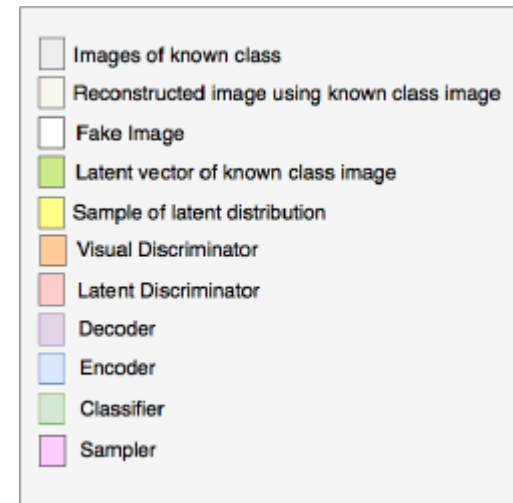 Images of known class
Reconstructed image using known class image
Fake Image
Latent vector of known class image
Sample of latent distribution
Visual Discriminator
Latent Discriminator
Decoder
Encoder
Classifier
Sampler